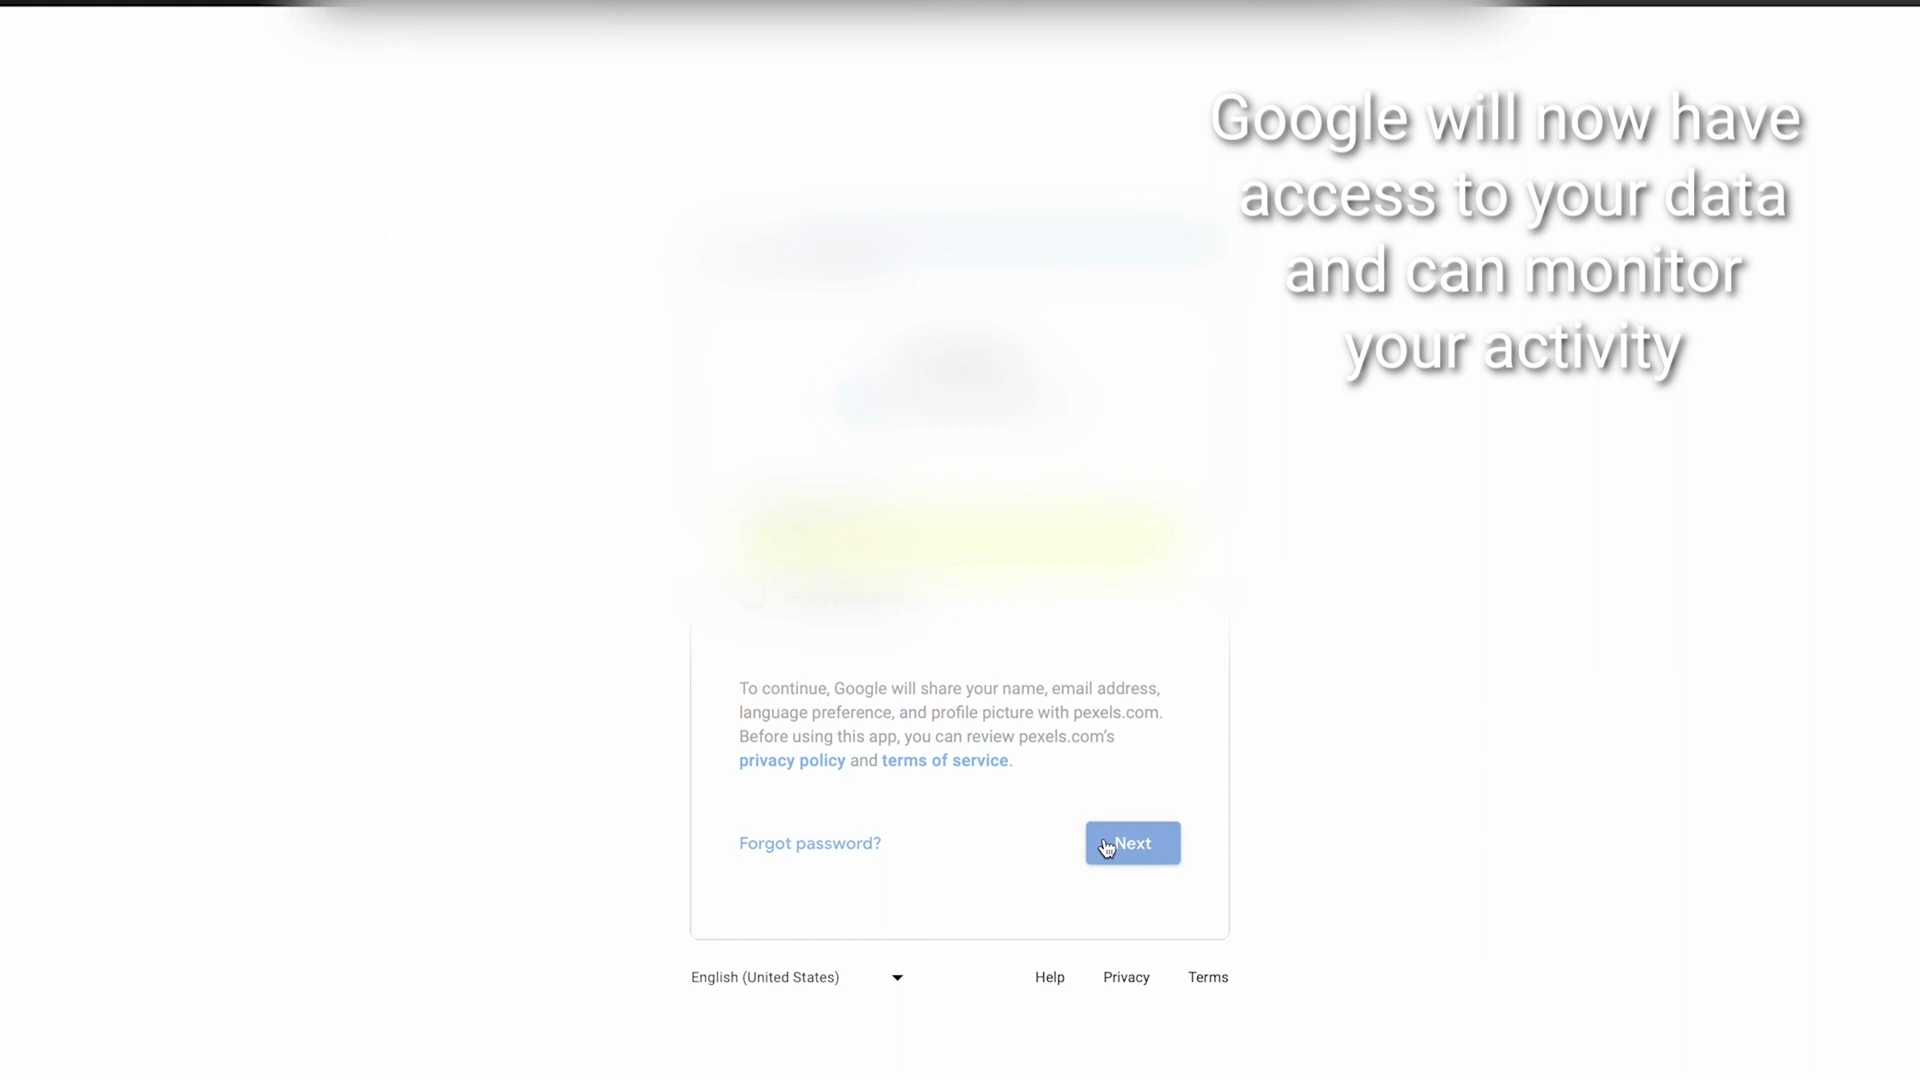 Google will now have
access to your data
and can monitor
your activity
To continue, Google will share your name, email address,
language preference, and profile picture with pexels.com.
Before using this app, you can review pexels.com’s
privacy policy and terms of service.
Forgot password?
Next
English (United States)
Help
Privacy
Terms